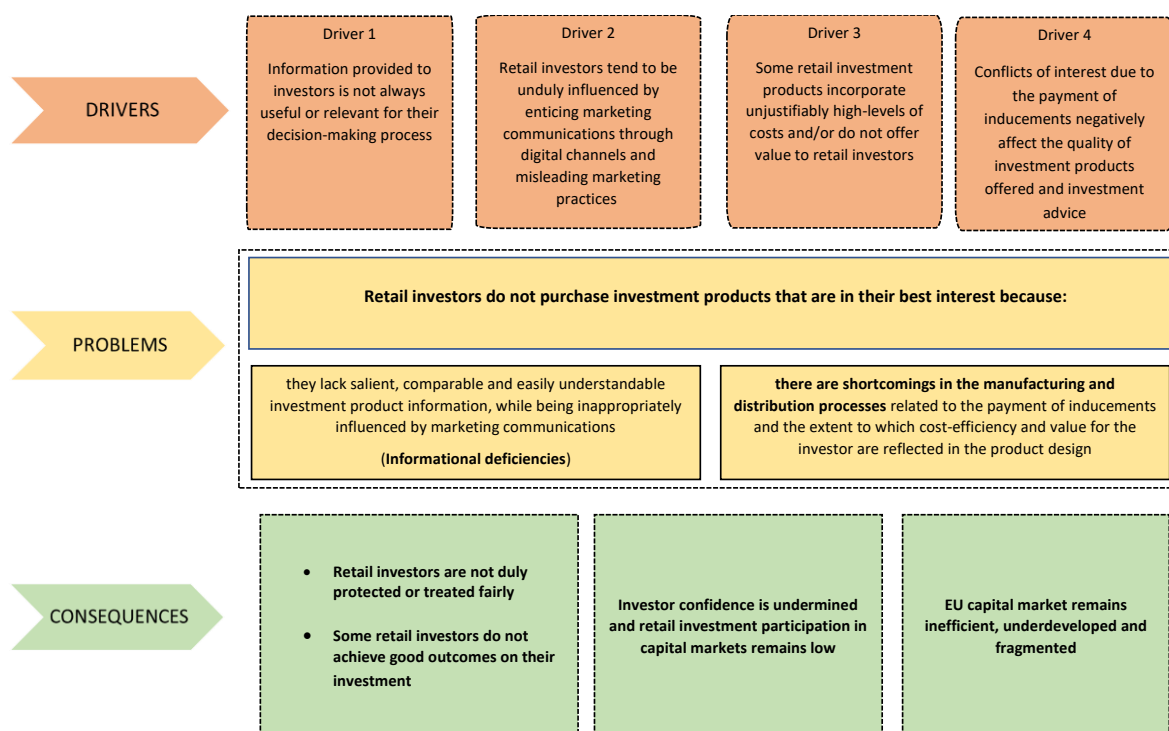 DRIVERS
Driver 1
Information provided to
investors is not always
useful or relevant for their
decision-making process
Driver 2
Retail investors tend to be
unduly influenced by
enticing marketing
communications through
digital channels and
misleading marketing
practices
Driver 3
Some retail investment
products incorporate
unjustifiably high-levels of
costs and/or do not offer
value to retail investors
Driver 4
Conflicts of interest due to
the payment of
inducements negatively
affect the quality of
investment products
offered and investment
advice
PROBLEMS
Retail investors do not purchase investment products that are in their best interest because:
they lack salient, comparable and easily understandable
investment product information, while being inappropriately
influenced by marketing communications
(Informational deficiencies)
there are shortcomings in the manufacturing and
distribution processes related to the payment of inducements
and the extent to which cost-efficiency and value for the
investor are reflected in the product design
CONSEQUENCES
• Retail investors are not duly
protected or treated fairly
• Some retail investors do not
achieve good outcomes on their
investment
Investor confidence is undermined
and retail investment participation in
capital markets remains low
EU capital market remains
inefficient, underdeveloped and
fragmented